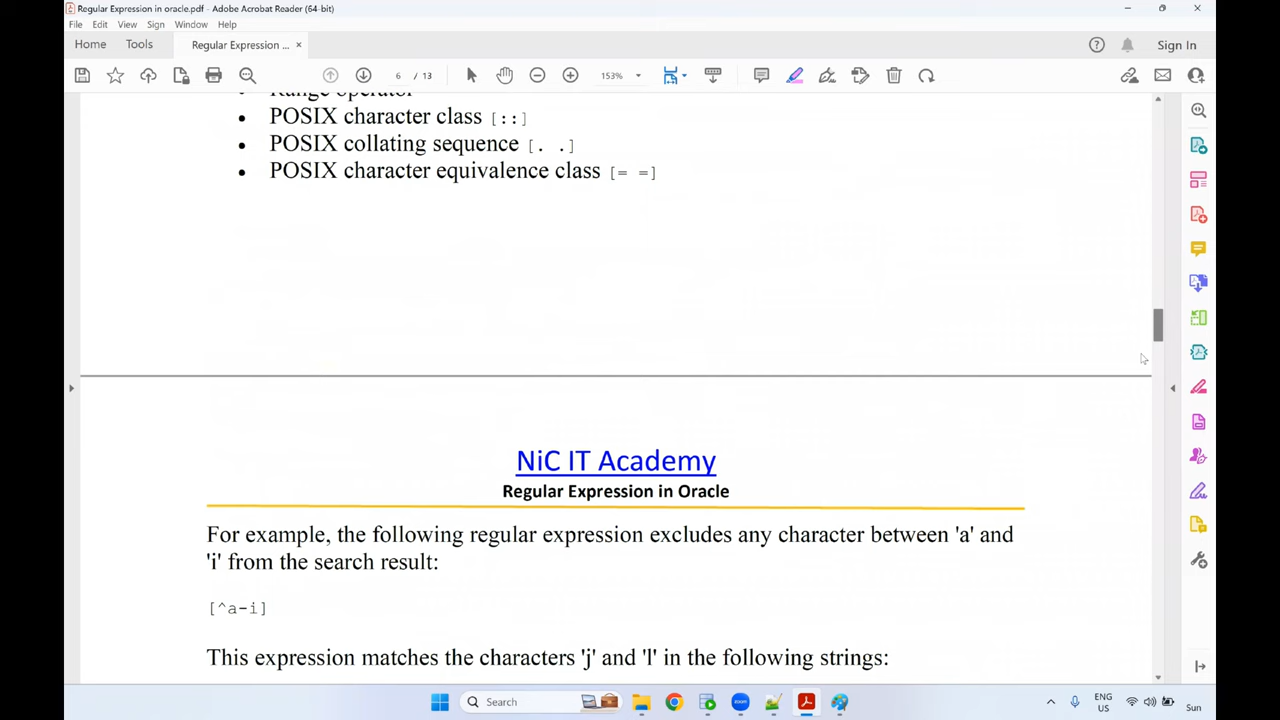 Regular Expression in oracle.pdf - Adobe Acrobat Reader (64-bit)
File Edit View Sign Window Help
Home Tools Regular Expression ... × Sign In
6 / 13 153%
Range operator
• POSIX character class [::]
• POSIX collating sequence [. .]
• POSIX character equivalence class [= =]
NiC IT Academy
Regular Expression in Oracle
For example, the following regular expression excludes any character between 'a' and
'i' from the search result:
[^a-i]
This expression matches the characters 'j' and 'l' in the following strings:
Search
ENG
US
Sun